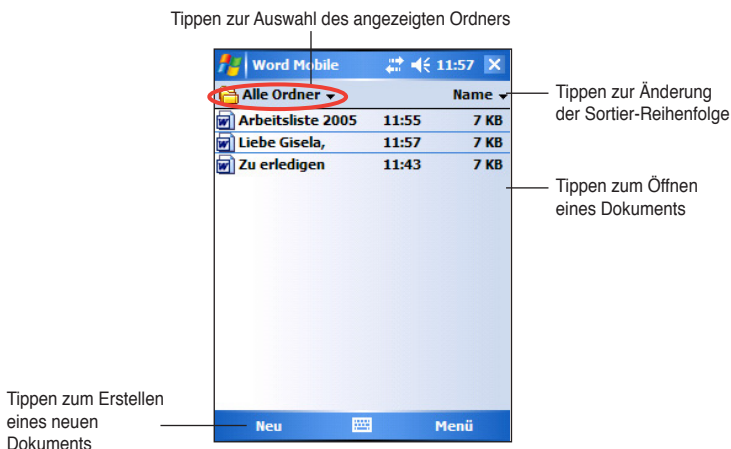 Tippen zur Auswahl des angezeigten Ordners
Word Mobile 11:57
Alle Ordner Name
Arbeitsliste 2005 11:55 7 KB
Liebe Gisela, 11:57 7 KB
Zu erledigen 11:43 7 KB
Tippen zur Änderung
der Sortier-Reihenfolge
Tippen zum Öffnen
eines Dokuments
Tippen zum Erstellen
eines neuen
Dokuments
Neu Menü